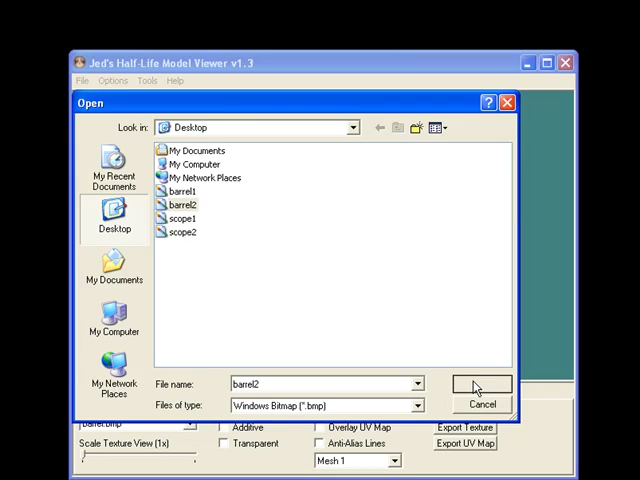 Jed's Half-Life Model Viewer v1.3
File Options Tools Help
Open
Look in: Desktop
My Recent Documents
Desktop
My Documents
My Computer
My Network Places
My Documents
My Computer
My Network Places
barrel1
barrel2
scope1
scope2
File name: barrel2
Files of type: Windows Bitmap (*.bmp)
Cancel
barrel.bmp Additive Overlay UV Map Export Texture
Scale Texture View (1x) Transparent Anti-Alias Lines Export UV Map
Mesh 1